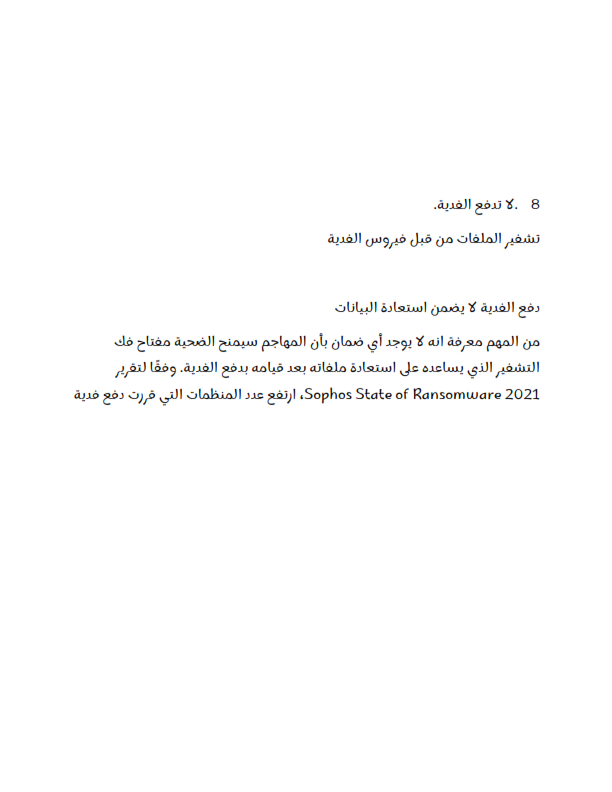 8 .لا تدفع الفدية.
تشفير الملفات من قبل فيروس الفدية
دفع الفدية لا يضمن استعادة البيانات
من المهم معرفة انه لا يوجد أي ضمان بأن المهاجم سيمنح الضحية مفتاح فك
التشفير الذي يساعده على استعادة ملفاته بعد قيامه بدفع الفدية. وفقًا لتقرير
Sophos State of Ransomware 2021، ارتفع عدد المنظمات التي قررت دفع فدية